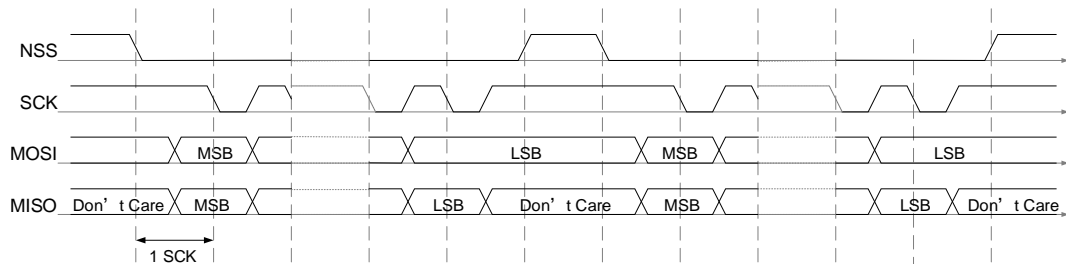 NSS
SCK
MOSI MSB LSB MSB LSB
MISO Don’t Care MSB LSB Don’t Care MSB LSB Don’t Care
1 SCK